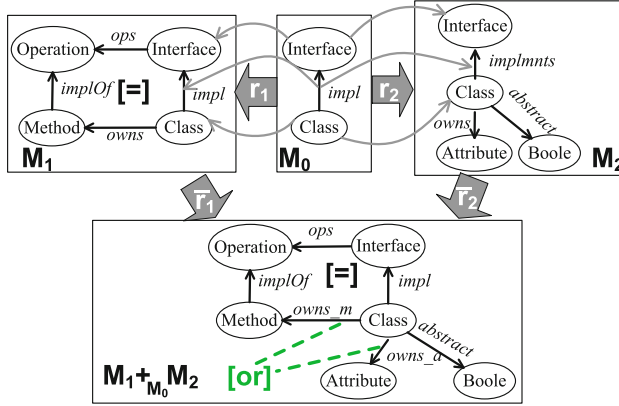 Operation ops Interface
implOf [=] impl
Method owns Class
M1
r1
Interface
impl
Class
M0
r2
Interface
implmnts
Class
owns abstract
Attribute Boole
M2
r̅1
r̅2
Operation ops Interface
implOf [=] impl
Method owns_m Class
[or] owns_a abstract
Attribute Boole
M1+M0M2